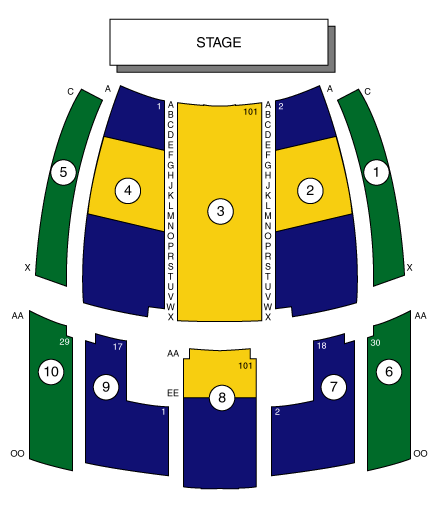 STAGE
C A 1 A 101 A 2 A C
B B
C C
D D
E E
F F
5 G G 1
H H
4 J J 2
K K
L 3 L
M M
N N
O O
P P
R R
S S
X T T X
U U
V V
W W
X X
AA AA
29 17 18 30
AA
10 9 101 7 6
EE 8
1 2
OO OO